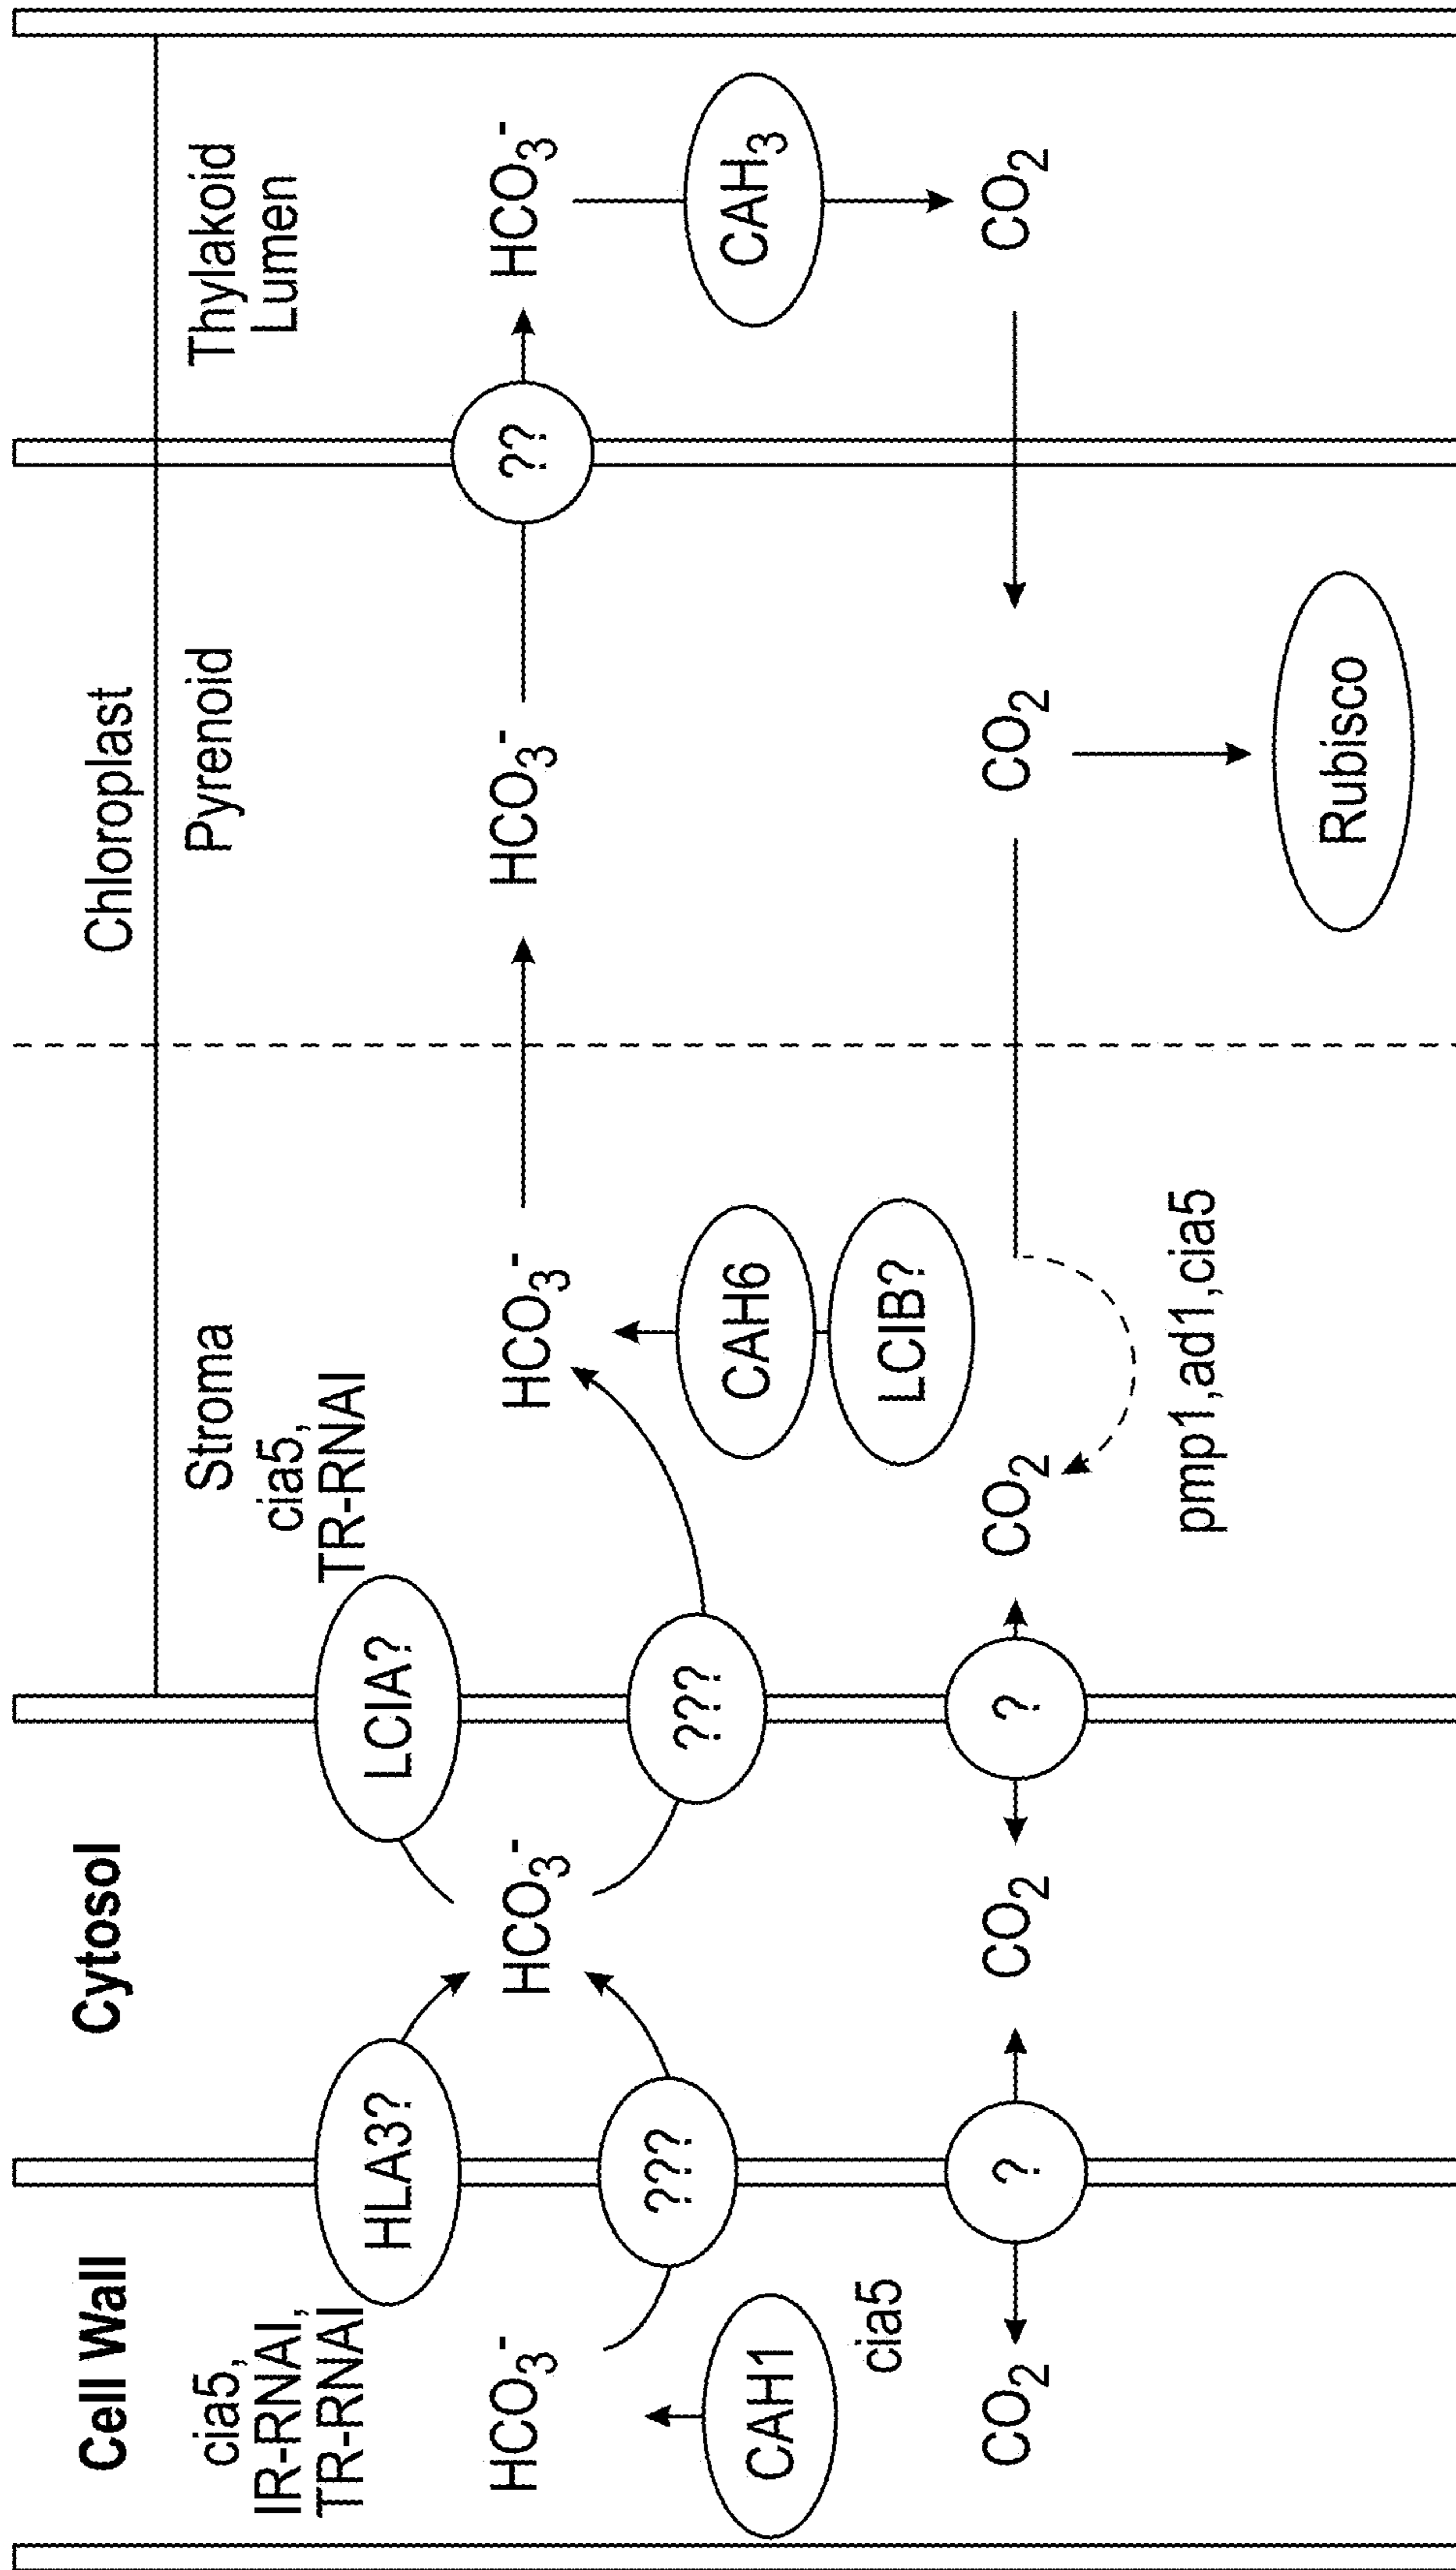 Cell Wall
Cytosol
Chloroplast
Stroma
Pyrenoid
Thylakoid
Lumen
cia5,
IR-RNAI,
TR-RNAI
HLA3?
LCIA?
cia5,
TR-RNAI
HCO3-
???
HCO3-
???
HCO3-
HCO3-
??
HCO3-
CAH1
cia5
CAH6
LCIB?
CAH3
CO2
?
CO2
?
CO2
CO2
CO2
pmp1,ad1,cia5
Rubisco